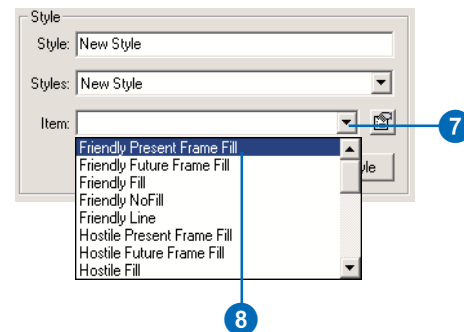 Style
Style: New Style
Styles: New Style
Item:
7
Friendly Present Frame Fill
Friendly Future Frame Fill
Friendly Fill
yle
Friendly NoFill
Friendly Line
Hostile Present Frame Fill
Hostile Future Frame Fill
Hostile Fill
8